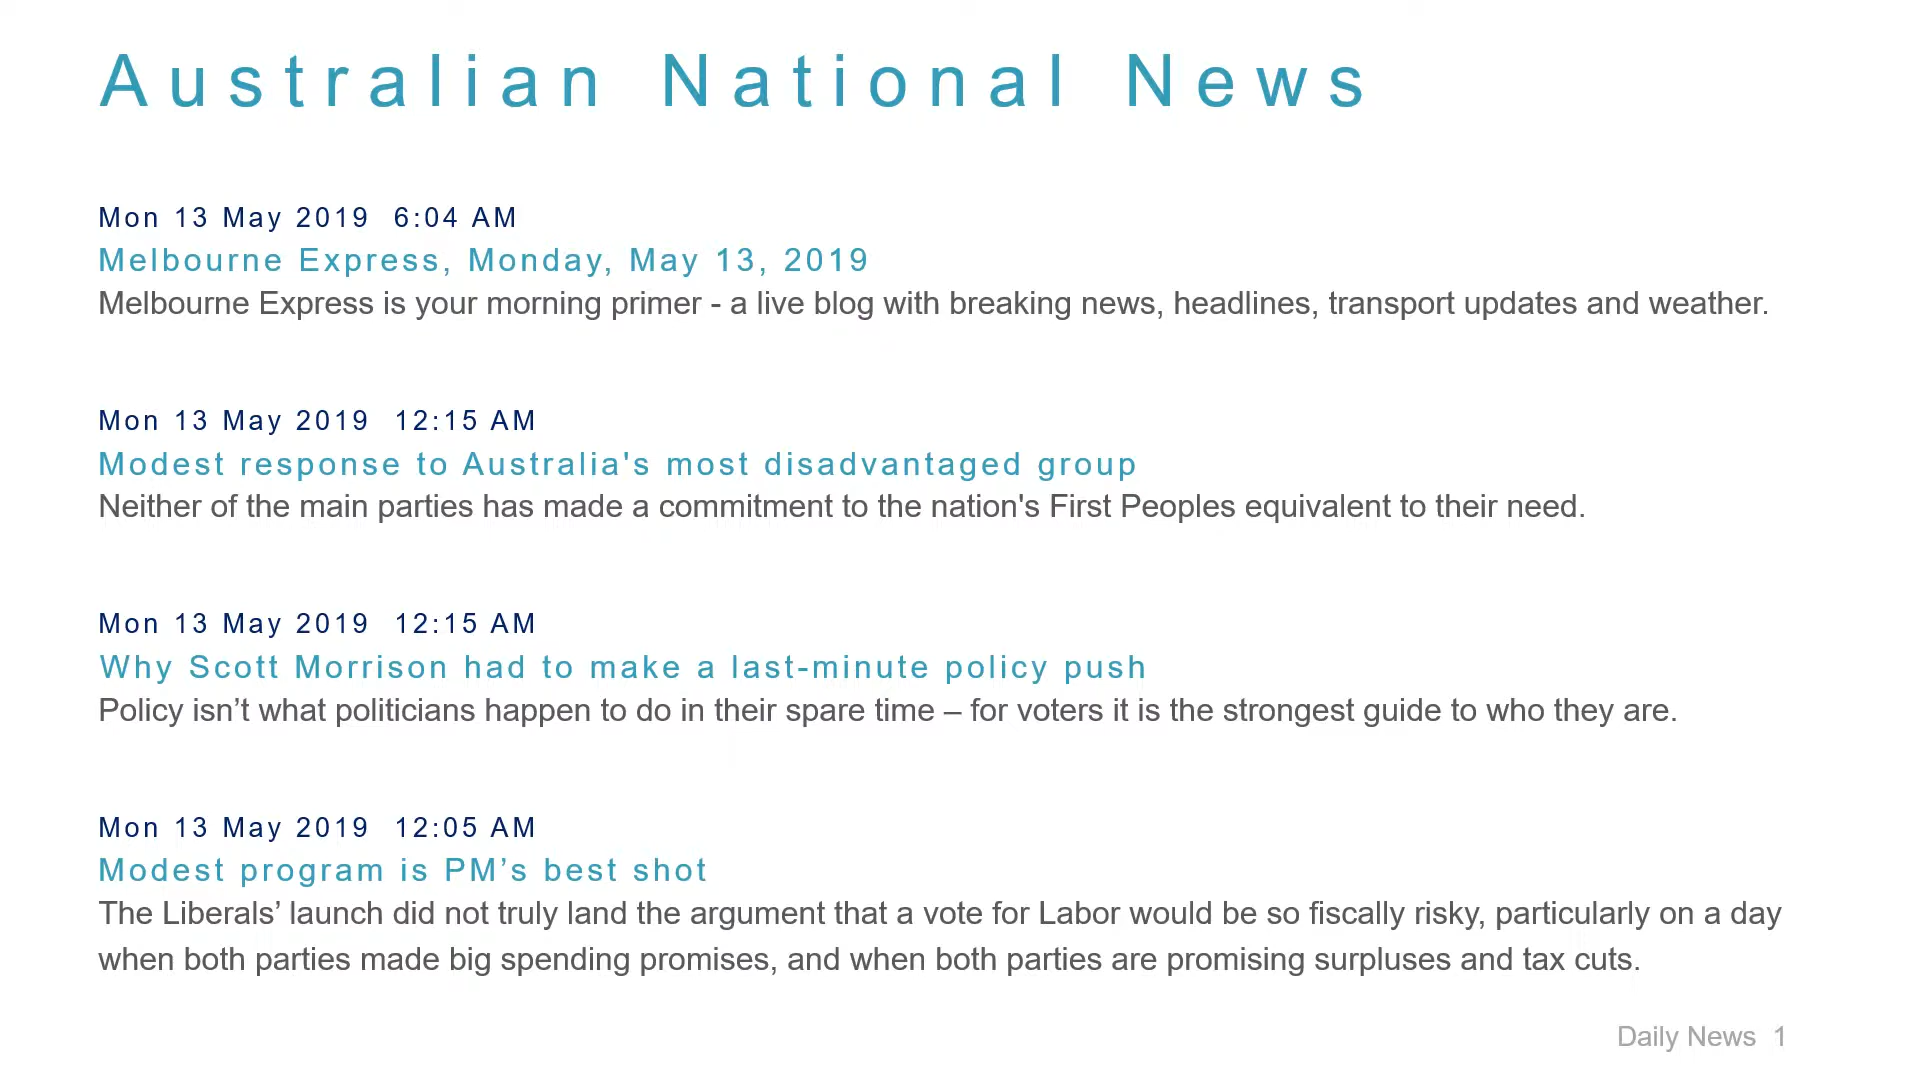 Australian National News
Mon 13 May 2019  6:04 AM
Melbourne Express, Monday, May 13, 2019
Melbourne Express is your morning primer - a live blog with breaking news, headlines, transport updates and weather.
Mon 13 May 2019  12:15 AM
Modest response to Australia's most disadvantaged group
Neither of the main parties has made a commitment to the nation's First Peoples equivalent to their need.
Mon 13 May 2019  12:15 AM
Why Scott Morrison had to make a last-minute policy push
Policy isn’t what politicians happen to do in their spare time – for voters it is the strongest guide to who they are.
Mon 13 May 2019  12:05 AM
Modest program is PM’s best shot
The Liberals’ launch did not truly land the argument that a vote for Labor would be so fiscally risky, particularly on a day
when both parties made big spending promises, and when both parties are promising surpluses and tax cuts.
Daily News  1